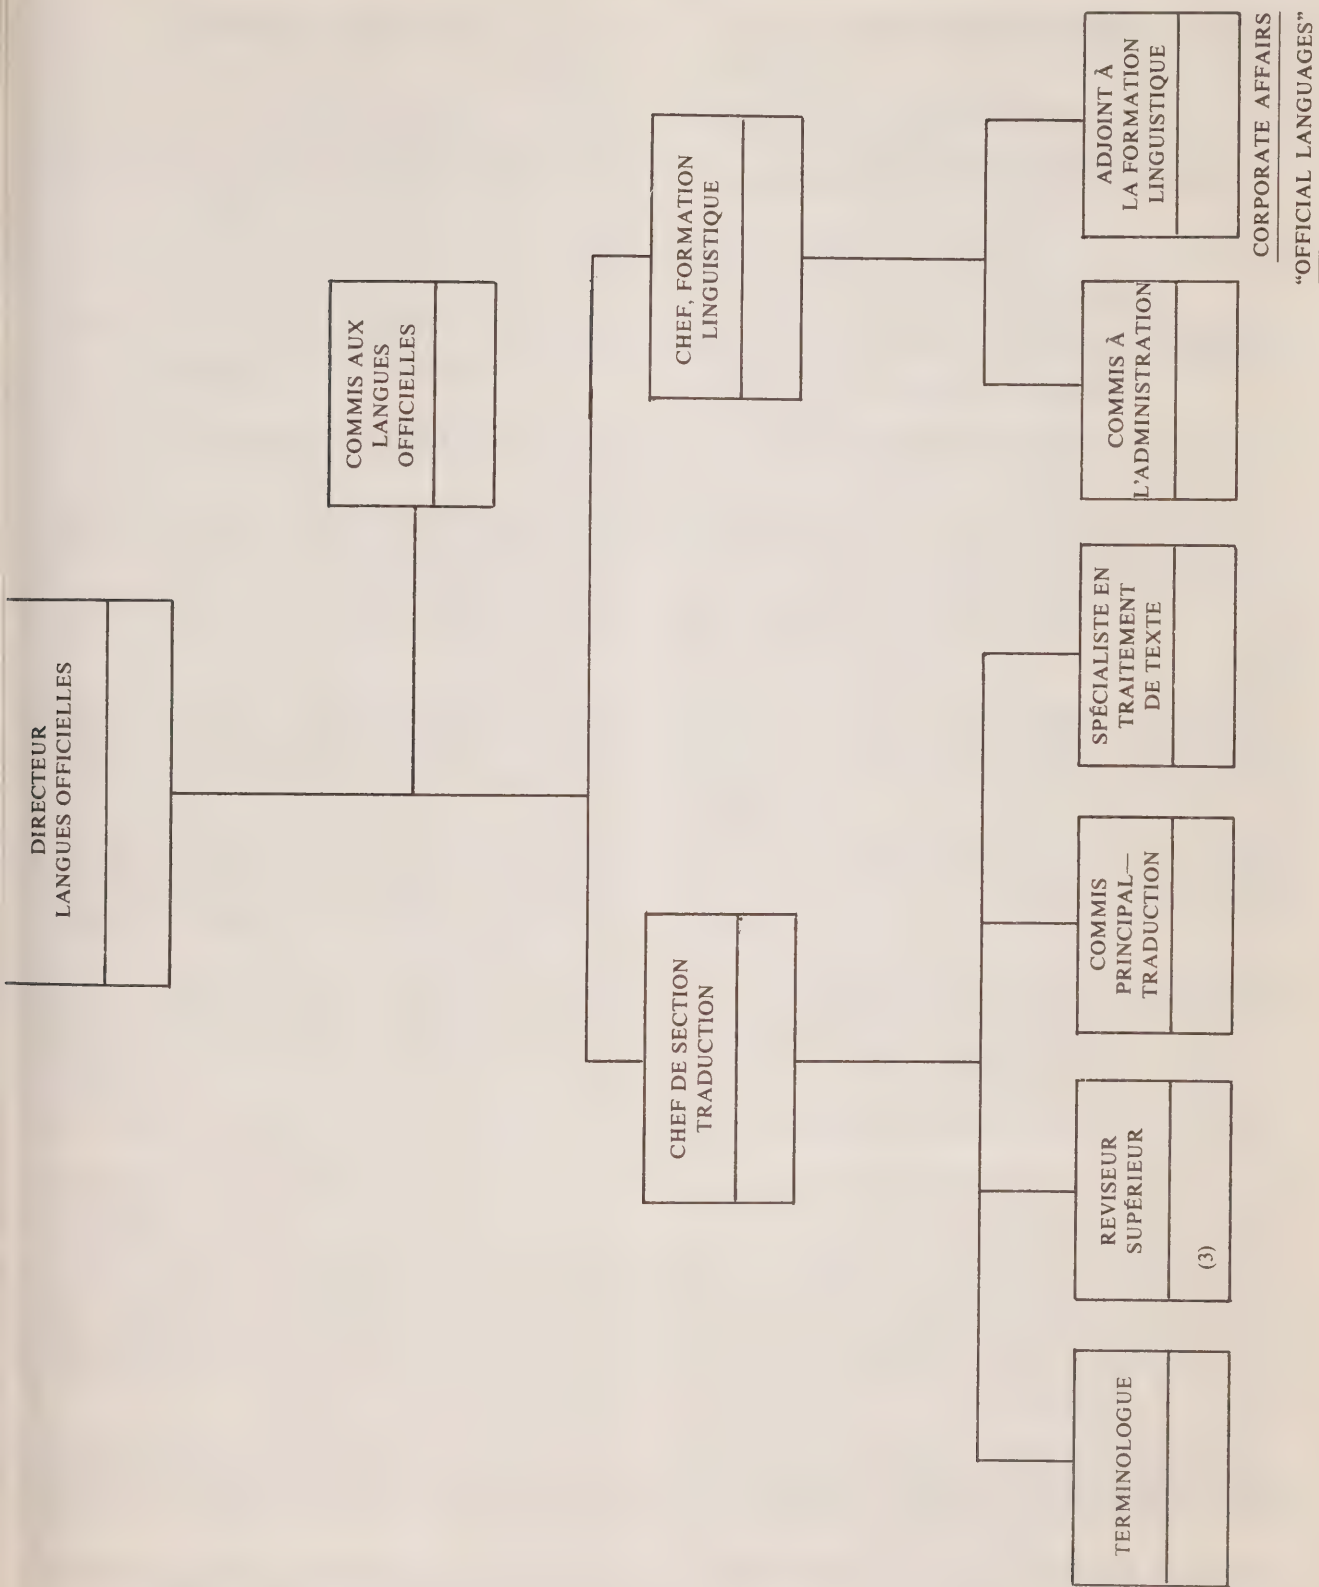 DIRECTEUR
LANGUES OFFICIELLES
COMMIS AUX
LANGUES
OFFICIELLES
CHEF DE SECTION
TRADUCTION
CHEF, FORMATION
LINGUISTIQUE
TERMINOLOGUE
REVISEUR
SUPÉRIEUR
(3)
COMMIS
PRINCIPAL—
TRADUCTION
SPÉCIALISTE EN
TRAITEMENT
DE TEXTE
COMMIS À
L'ADMINISTRATION
ADJOINT À
LA FORMATION
LINGUISTIQUE
CORPORATE AFFAIRS
“OFFICIAL LANGUAGES”